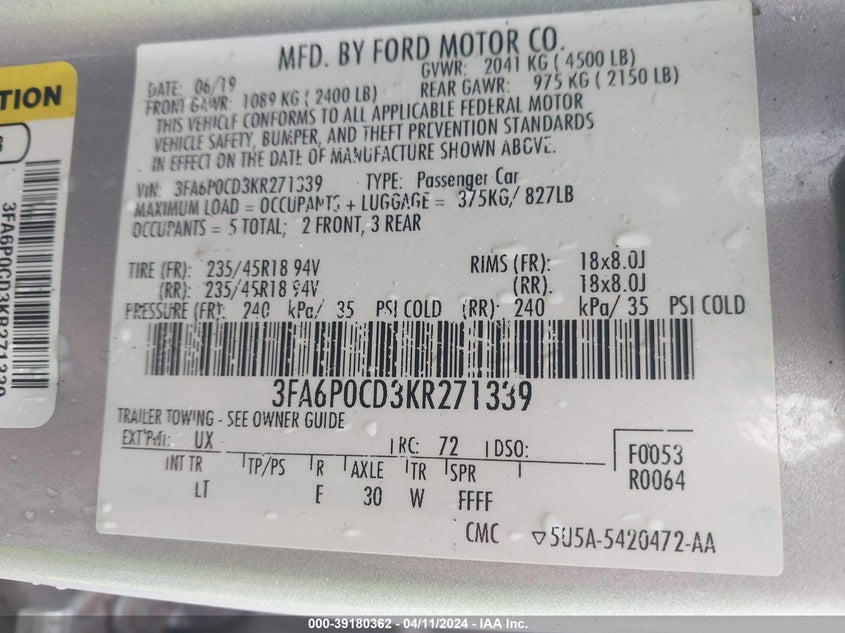 MFD. BY FORD MOTOR CO.
DATE: 06/19 GVWR: 2041 KG ( 4500 LB)
FRONT GAWR: 1089 KG ( 2400 LB) REAR GAWR: 975 KG ( 2150 LB)
THIS VEHICLE CONFORMS TO ALL APPLICABLE FEDERAL MOTOR
VEHICLE SAFETY, BUMPER, AND THEFT PREVENTION STANDARDS
IN EFFECT ON THE DATE OF MANUFACTURE SHOWN ABOVE.
VIN: 3FA6P0CD3KR271339 TYPE: Passenger Car
MAXIMUM LOAD = OCCUPANTS + LUGGAGE = 375KG/ 827LB
OCCUPANTS = 5 TOTAL; 2 FRONT, 3 REAR
TIRE (FR): 235/45R18 94V RIMS (FR): 18x8.0J
(RR): 235/45R18 94V (RR). 18x8.0J
PRESSURE (FR): 240 kPa/ 35 PSI COLD (RR): 240 kPa/ 35 PSI COLD
3FA6P0CD3KR271339
TRAILER TOWING - SEE OWNER GUIDE
EXT PNT: UX RC: 72 DSO:
INT TR TP/PS R AXLE TR SPR
LT E 30 W FFFF
F0053
R0064
CMC ▽5U5A-5420472-AA
3FA6P0CD3KR271339
000-39180362 - 04/11/2024 - IAA Inc.